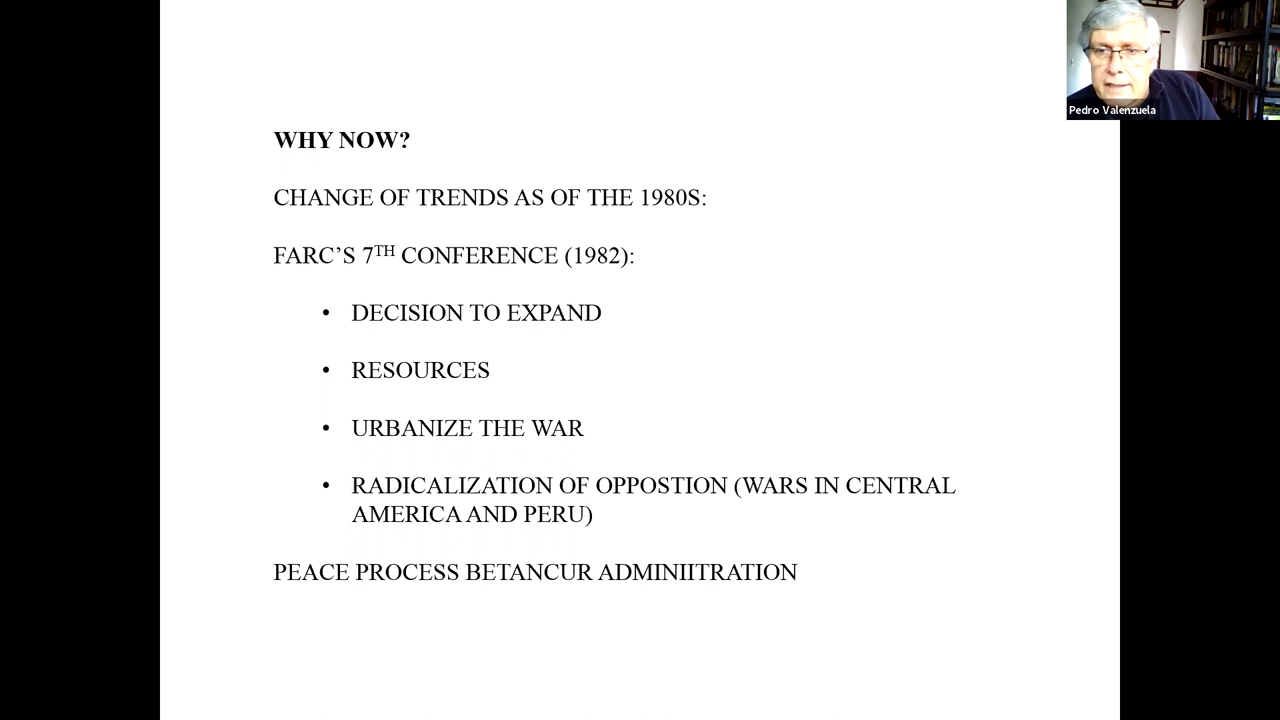 Pedro Valenzuela
WHY NOW?
CHANGE OF TRENDS AS OF THE 1980S:
FARC’S 7TH CONFERENCE (1982):
• DECISION TO EXPAND
• RESOURCES
• URBANIZE THE WAR
• RADICALIZATION OF OPPOSTION (WARS IN CENTRAL
AMERICA AND PERU)
PEACE PROCESS BETANCUR ADMINIITRATION